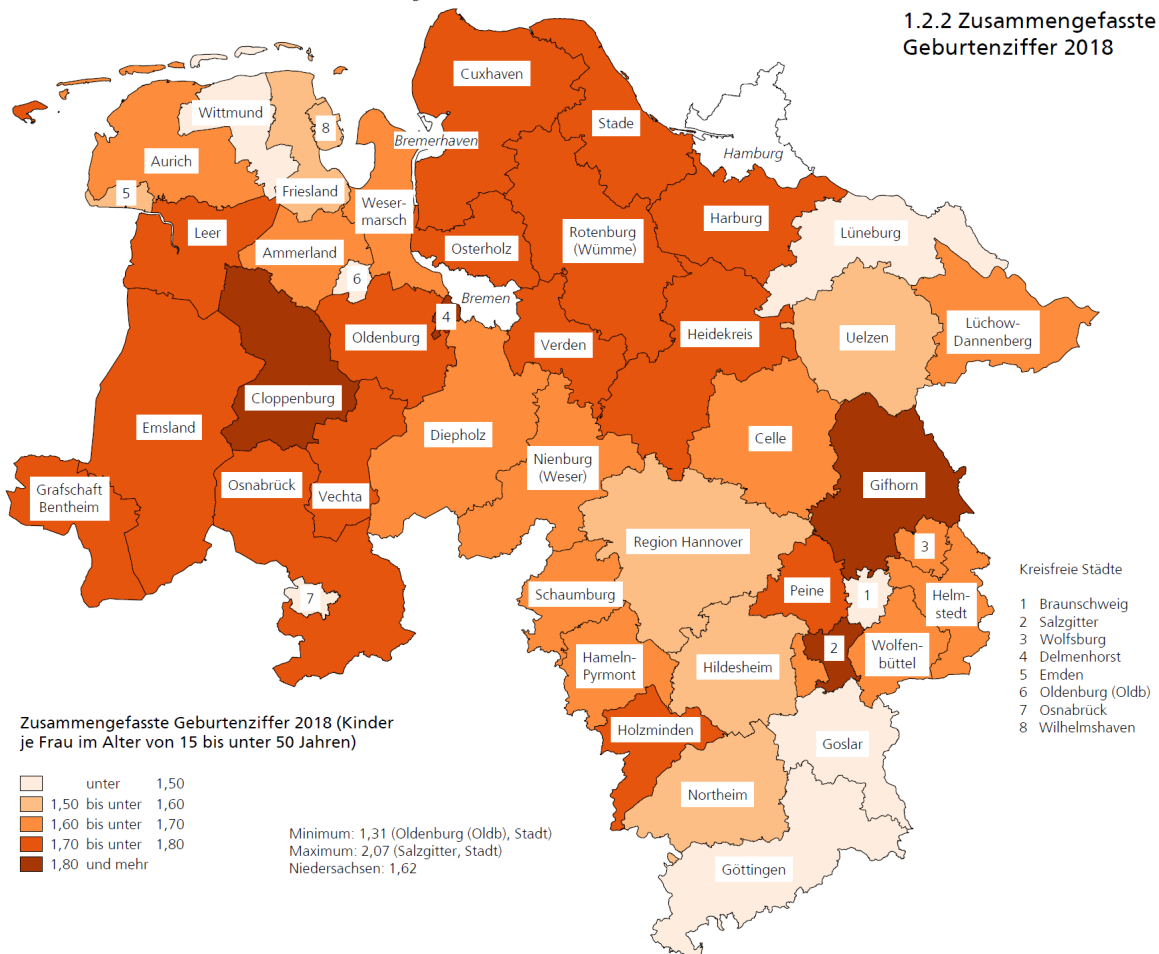 1.2.2 Zusammengefasste
Geburtenziffer 2018
Cuxhaven
Wittmund
8
Stade
Bremerhaven
Hamburg
Aurich
5
Friesland
Weser-
marsch
Leer
Ammerland
Osterholz
Rotenburg
(Wümme)
Harburg
Lüneburg
6
Bremen
4
Oldenburg
Verden
Heidekreis
Uelzen
Lüchow-
Dannenberg
Cloppenburg
Emsland
Diepholz
Celle
Nienburg
(Weser)
Grafschaft
Bentheim
Osnabrück
Vechta
Gifhorn
Region Hannover
3
7
Schaumburg
Peine
1
Helm-
stedt
2
Wolfen-
büttel
Hameln-
Pyrmont
Hildesheim
Holzminden
Goslar
Northeim
Göttingen
Kreisfreie Städte
1 Braunschweig
2 Salzgitter
3 Wolfsburg
4 Delmenhorst
5 Emden
6 Oldenburg (Oldb)
7 Osnabrück
8 Wilhelmshaven
Zusammengefasste Geburtenziffer 2018 (Kinder
je Frau im Alter von 15 bis unter 50 Jahren)
unter 1,50
1,50 bis unter 1,60
1,60 bis unter 1,70
1,70 bis unter 1,80
1,80 und mehr
Minimum: 1,31 (Oldenburg (Oldb), Stadt)
Maximum: 2,07 (Salzgitter, Stadt)
Niedersachsen: 1,62